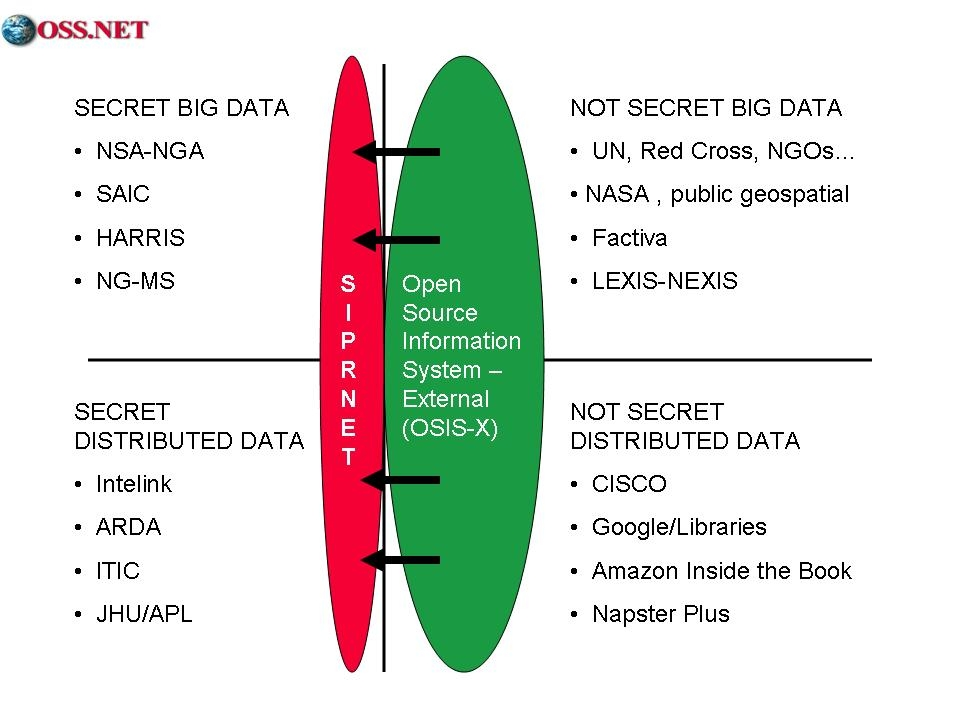 OSS.NET
SECRET BIG DATA
• NSA-NGA
• SAIC
• HARRIS
• NG-MS
NOT SECRET BIG DATA
• UN, Red Cross, NGOs...
• NASA , public geospatial
• Factiva
• LEXIS-NEXIS
S
I
P
R
N
E
T
Open
Source
Information
System –
External
(OSIS-X)
SECRET
DISTRIBUTED DATA
• Intelink
• ARDA
• ITIC
• JHU/APL
NOT SECRET
DISTRIBUTED DATA
• CISCO
• Google/Libraries
• Amazon Inside the Book
• Napster Plus